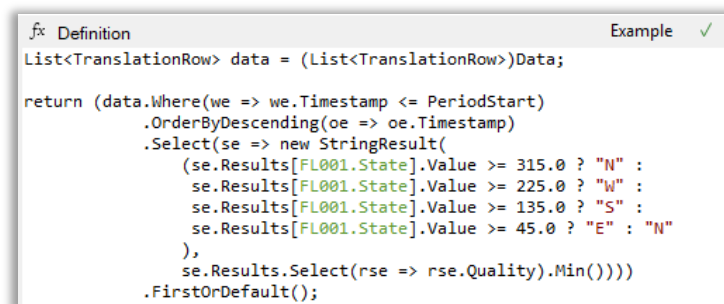 fx Definition Example ✓
List<TranslationRow> data = (List<TranslationRow>)Data;
return (data.Where(we => we.Timestamp <= PeriodStart)
.OrderByDescending(oe => oe.Timestamp)
.Select(se => new StringResult(
(se.Results[FL001.State].Value >= 315.0 ? "N" :
se.Results[FL001.State].Value >= 225.0 ? "W" :
se.Results[FL001.State].Value >= 135.0 ? "S" :
se.Results[FL001.State].Value >= 45.0 ? "E" : "N"
),
se.Results.Select(rse => rse.Quality).Min())))
.FirstOrDefault();